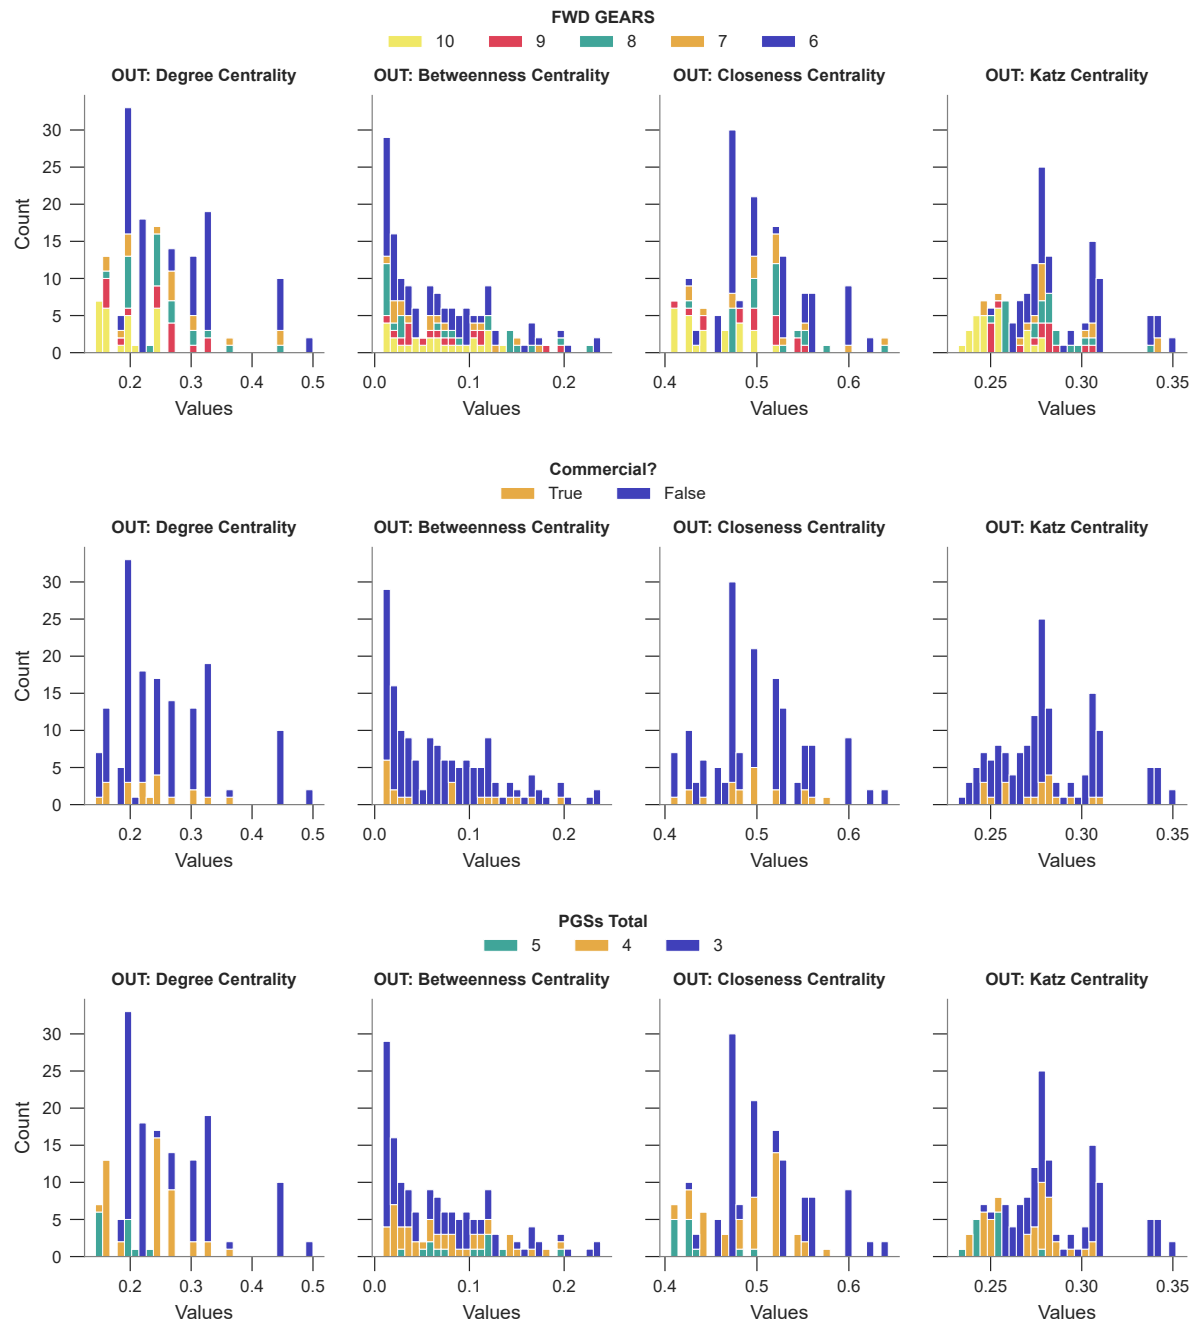 FWD GEARS
10 9 8 7 6
OUT: Degree Centrality OUT: Betweenness Centrality OUT: Closeness Centrality OUT: Katz Centrality
30
25
20
15
10
5
0
Count
0.2 0.3 0.4 0.5 0.0 0.1 0.2 0.4 0.5 0.6 0.25 0.30 0.35
Values Values Values Values
Commercial?
True False
OUT: Degree Centrality OUT: Betweenness Centrality OUT: Closeness Centrality OUT: Katz Centrality
30
25
20
15
10
5
0
Count
0.2 0.3 0.4 0.5 0.0 0.1 0.2 0.4 0.5 0.6 0.25 0.30 0.35
Values Values Values Values
PGSs Total
5 4 3
OUT: Degree Centrality OUT: Betweenness Centrality OUT: Closeness Centrality OUT: Katz Centrality
30
25
20
15
10
5
0
Count
0.2 0.3 0.4 0.5 0.0 0.1 0.2 0.4 0.5 0.6 0.25 0.30 0.35
Values Values Values Values